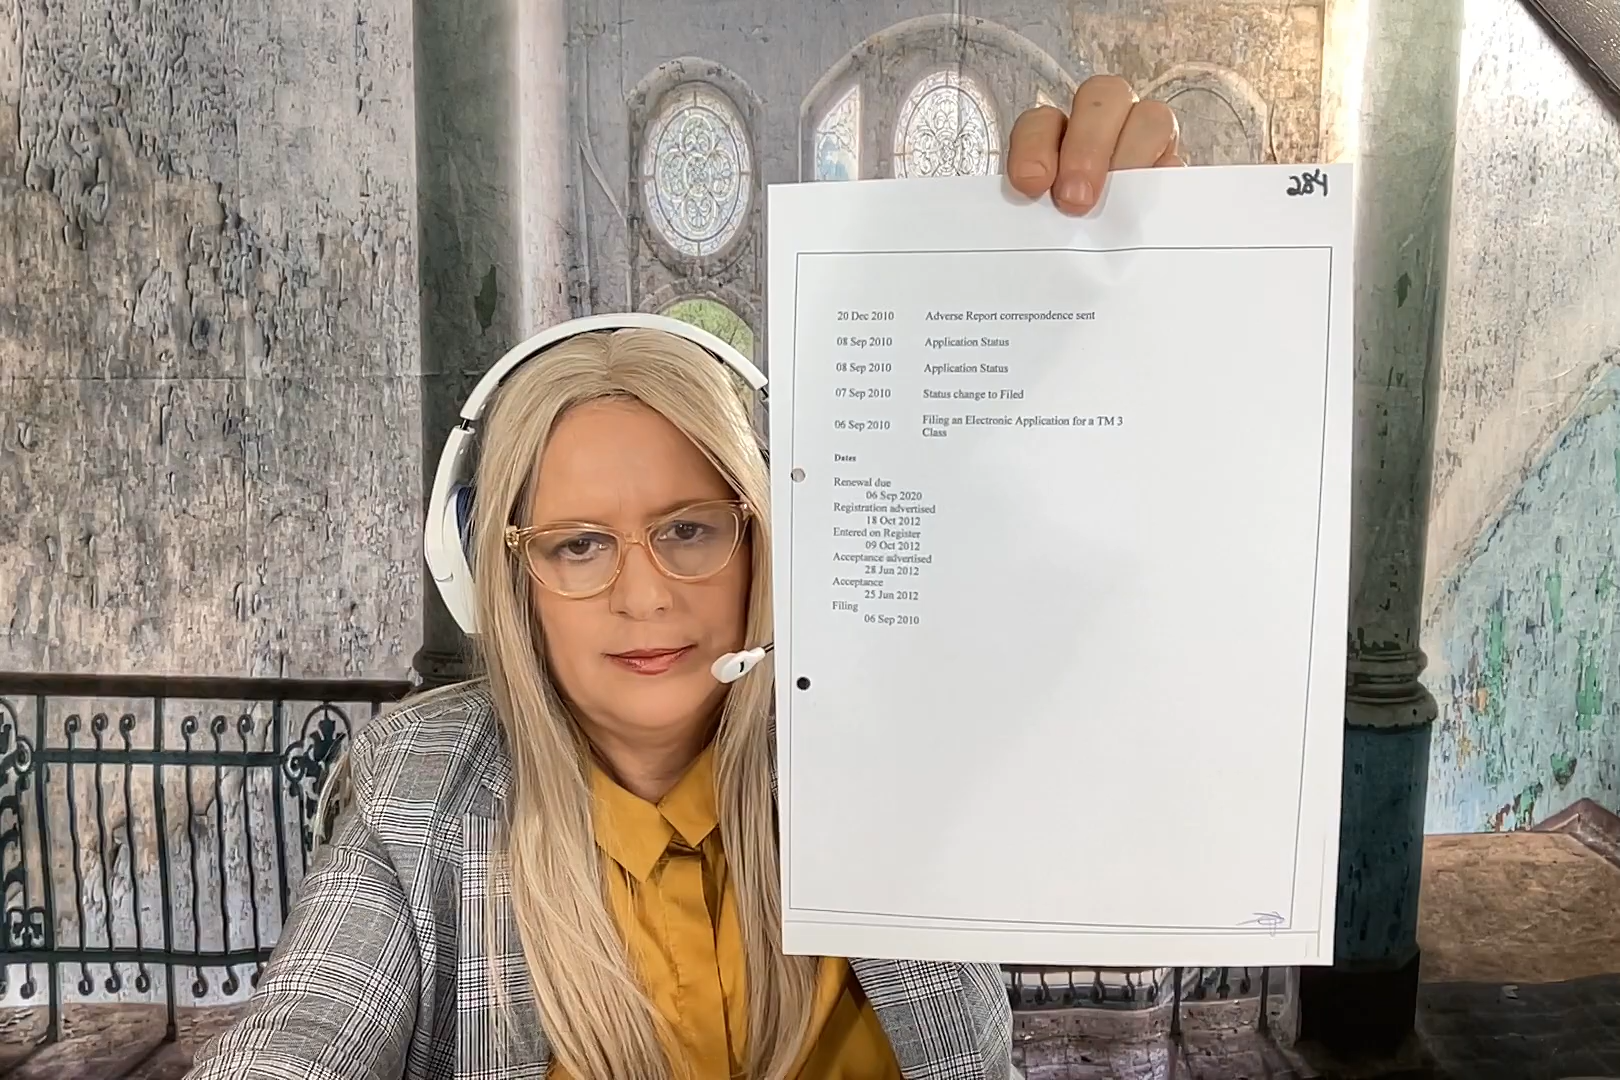 284
20 Dec 2010 Adverse Report correspondence sent
08 Sep 2010 Application Status
08 Sep 2010 Application Status
07 Sep 2010 Status change to Filed
06 Sep 2010 Filing an Electronic Application for a TM 3
Class
Dates
Renewal due
06 Sep 2020
Registration advertised
18 Oct 2012
Entered on Register
09 Oct 2012
Acceptance advertised
28 Jun 2012
Acceptance
25 Jun 2012
Filing
06 Sep 2010